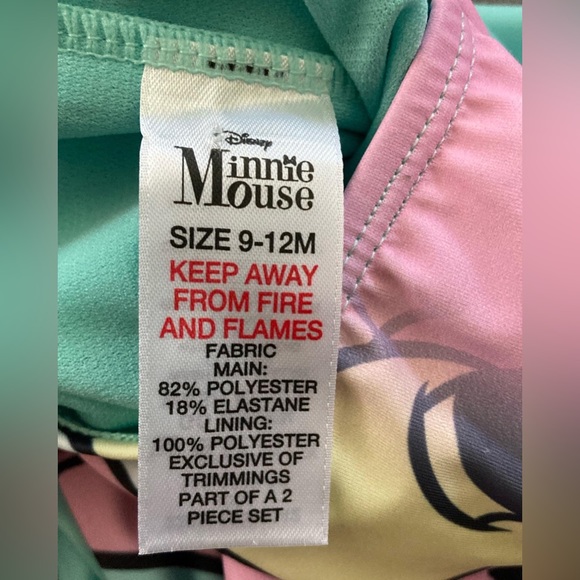 Disney
Minnie
Mouse
SIZE 9-12M
KEEP AWAY
FROM FIRE
AND FLAMES
FABRIC
MAIN:
82% POLYESTER
18% ELASTANE
LINING:
100% POLYESTER
EXCLUSIVE OF
TRIMMINGS
PART OF A 2
PIECE SET